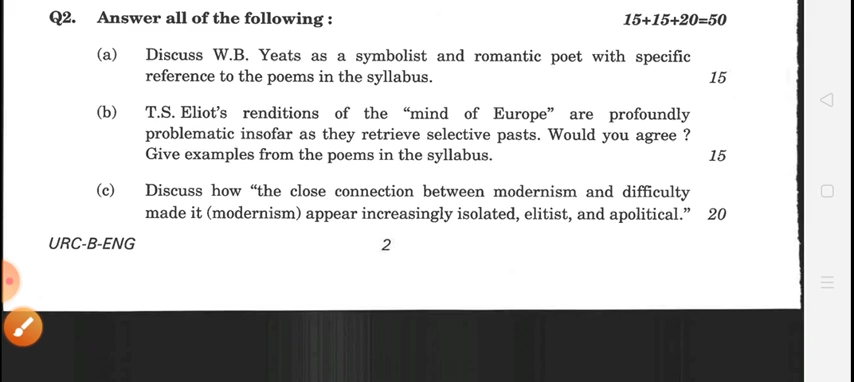 Q2. Answer all of the following : 15+15+20=50
(a) Discuss W.B. Yeats as a symbolist and romantic poet with specific
reference to the poems in the syllabus. 15
(b) T.S. Eliot's renditions of the "mind of Europe" are profoundly
problematic insofar as they retrieve selective pasts. Would you agree ?
Give examples from the poems in the syllabus. 15
(c) Discuss how "the close connection between modernism and difficulty
made it (modernism) appear increasingly isolated, elitist, and apolitical." 20
URC-B-ENG 2